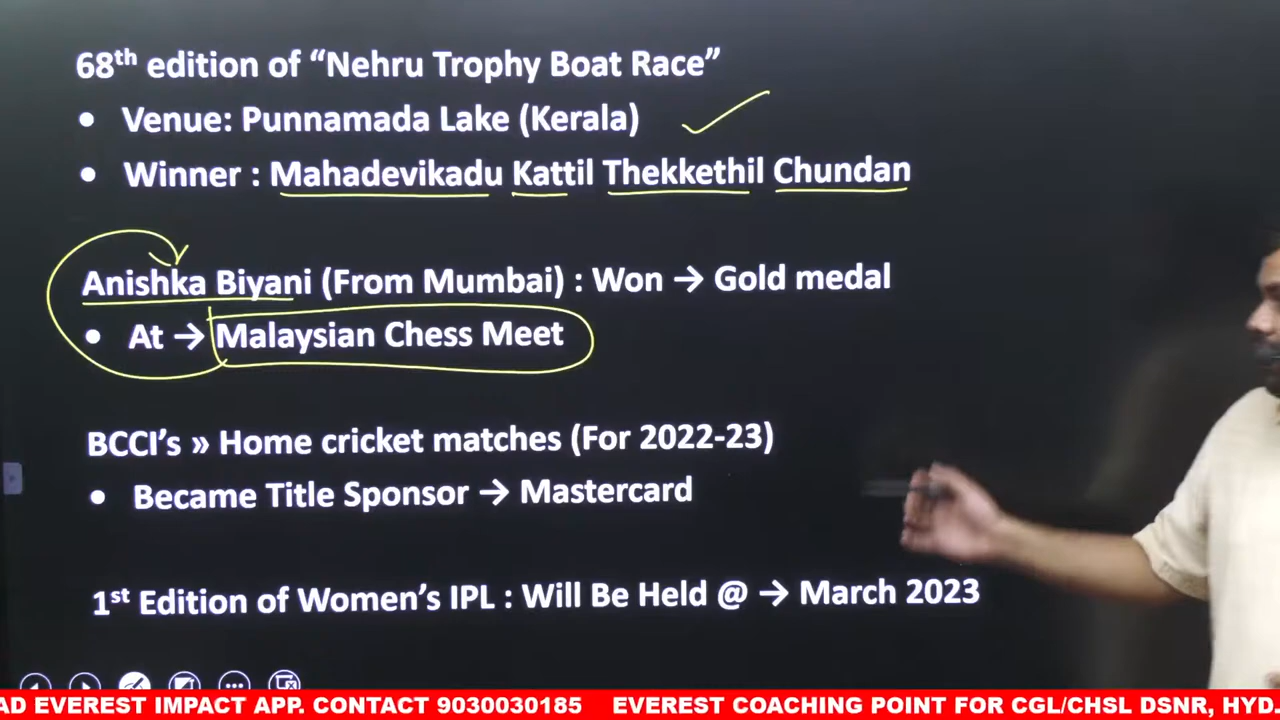 68th edition of “Nehru Trophy Boat Race”
• Venue: Punnamada Lake (Kerala)
• Winner : Mahadevikadu Kattil Thekkethil Chundan
Anishka Biyani (From Mumbai) : Won → Gold medal
• At → Malaysian Chess Meet
BCCI’s » Home cricket matches (For 2022-23)
• Became Title Sponsor → Mastercard
1st Edition of Women’s IPL : Will Be Held @ → March 2023
AD EVEREST IMPACT APP. CONTACT 9030030185 EVEREST COACHING POINT FOR CGL/CHSL DSNR, HYD.